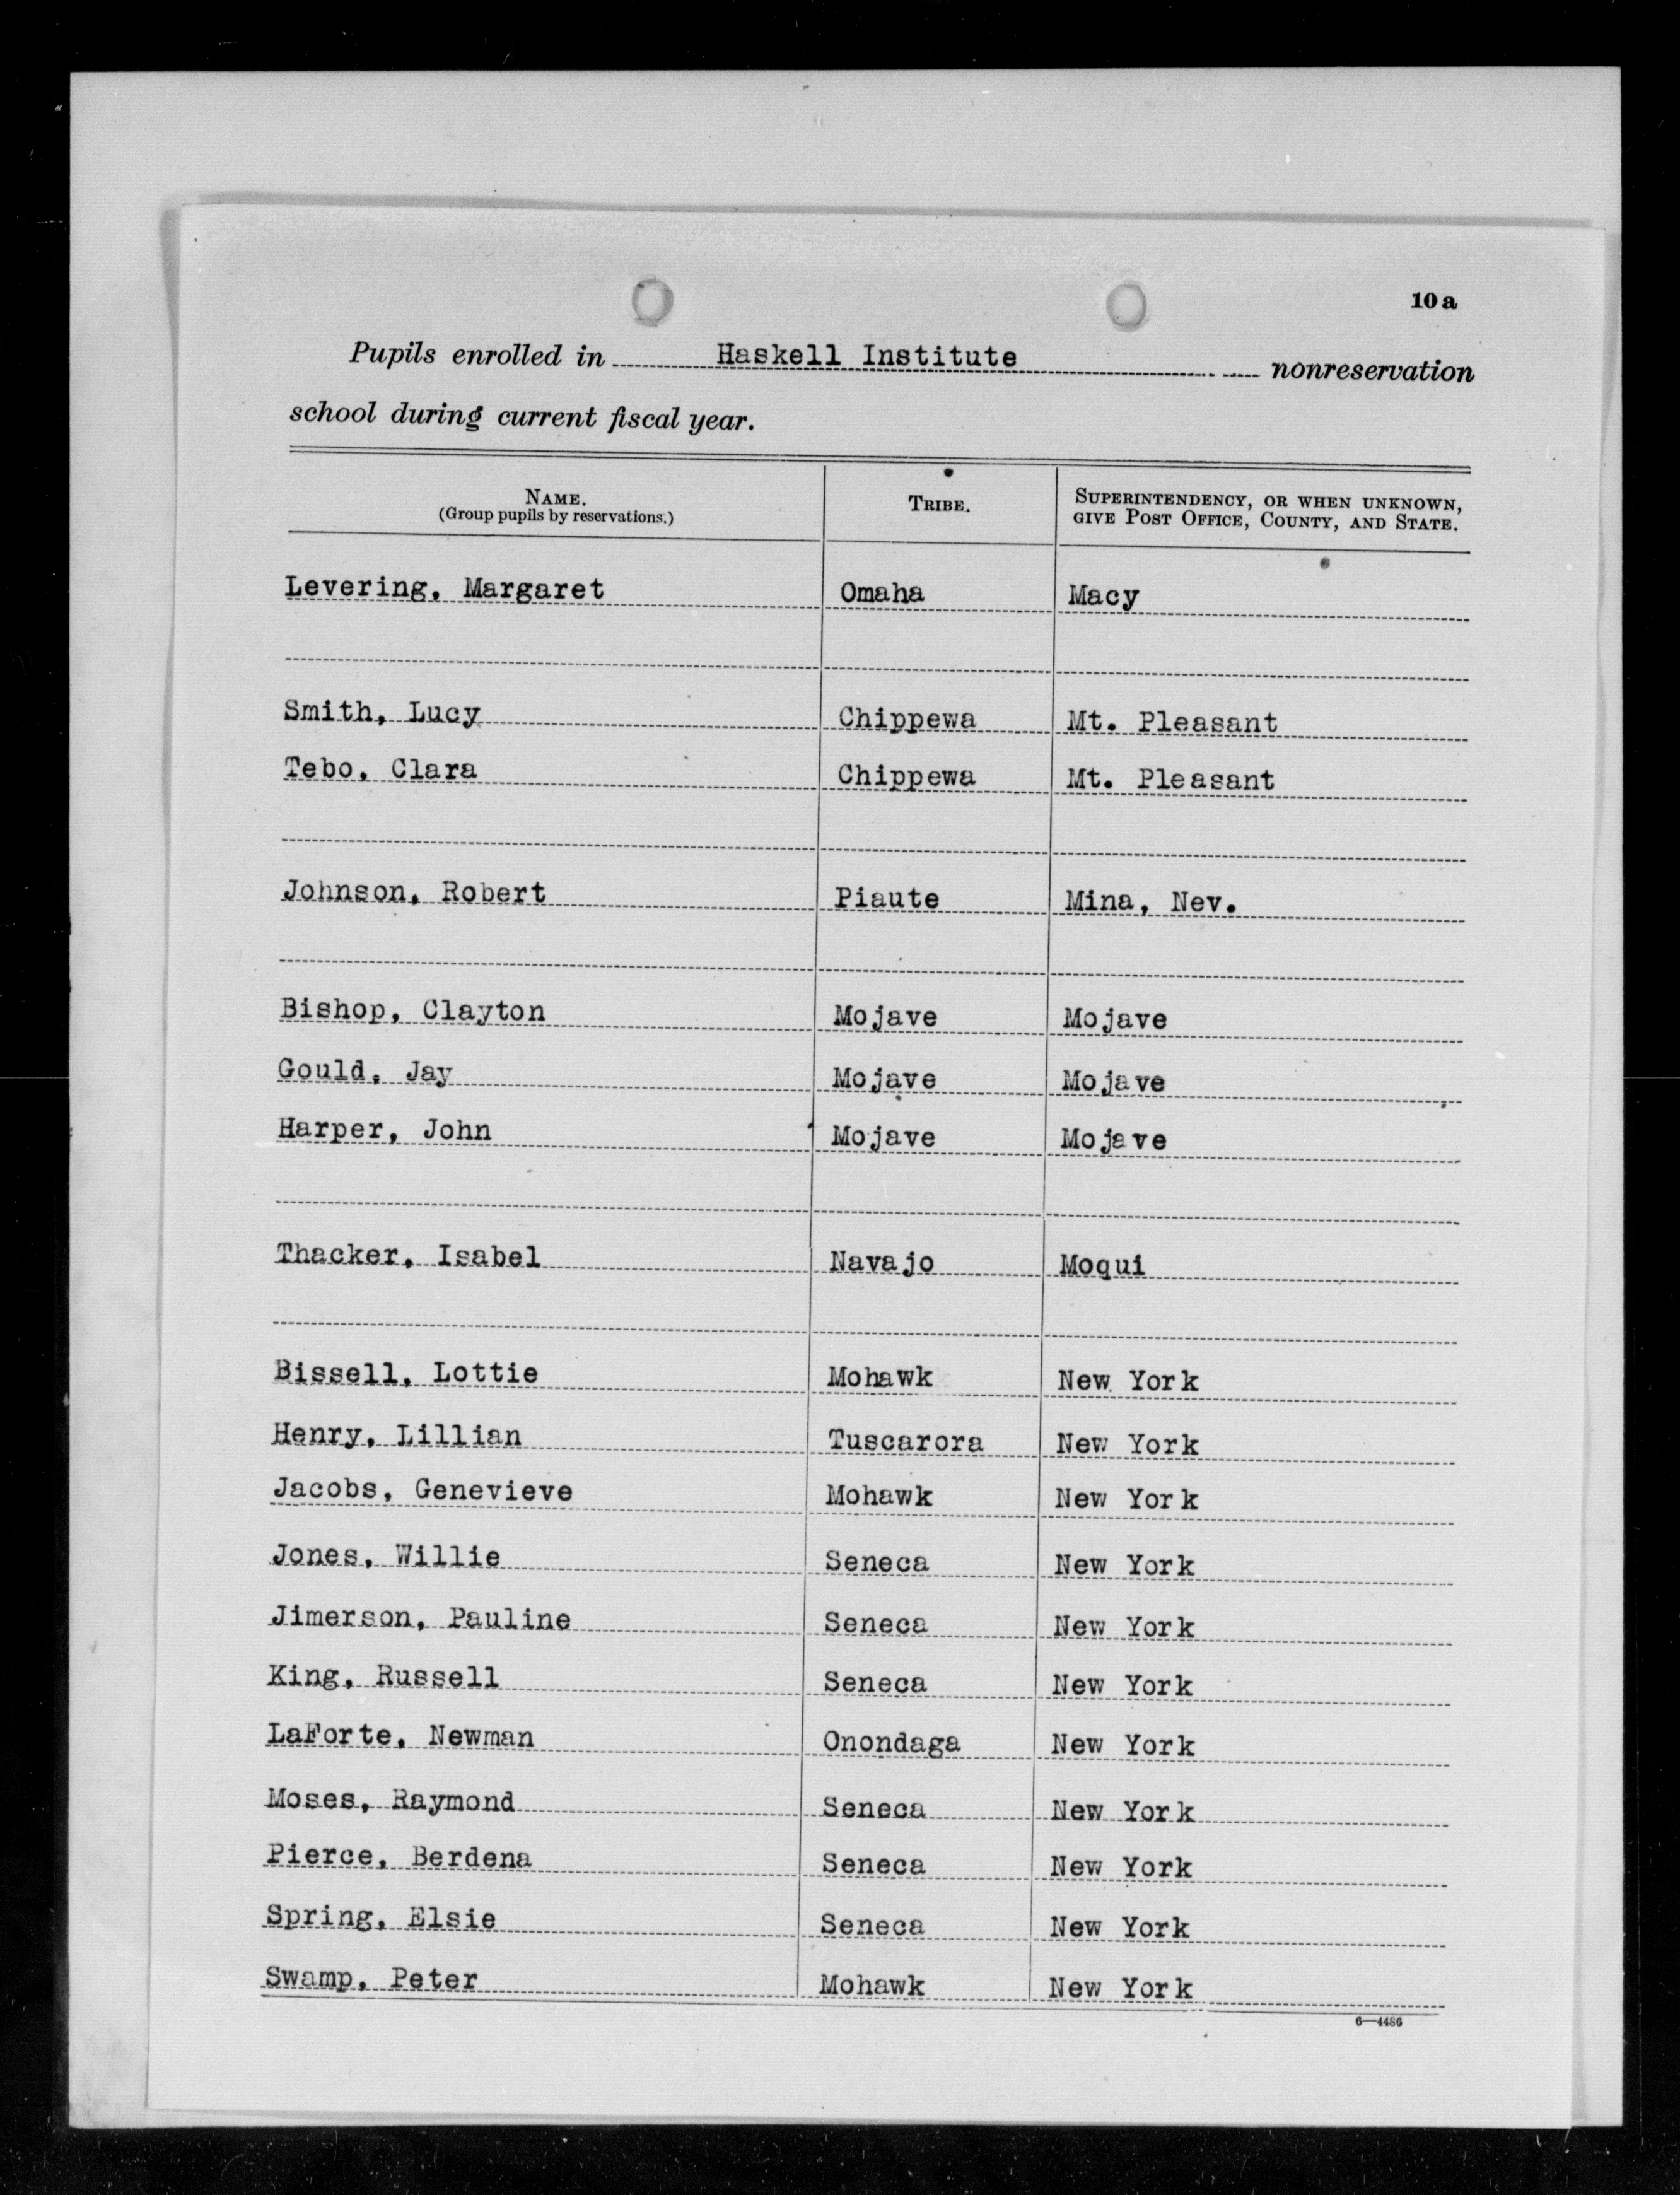 10 a
Pupils enrolled in Haskell Institute nonreservation
school during current fiscal year.
NAME. TRIBE. SUPERINTENDENCY, OR WHEN UNKNOWN,
(Group pupils by reservations.) GIVE POST OFFICE, COUNTY, AND STATE.
Levering, Margaret Omaha Macy
Smith, Lucy Chippewa Mt. Pleasant
Tebo, Clara Chippewa Mt. Pleasant
Johnson, Robert Piaute Mina, Nev.
Bishop, Clayton Mojave Mojave
Gould, Jay Mojave Mojave
Harper, John Mojave Mojave
Thacker, Isabel Navajo Moqui
Bissell, Lottie Mohawk New York
Henry, Lillian Tuscarora New York
Jacobs, Genevieve Mohawk New York
Jones, Willie Seneca New York
Jimerson, Pauline Seneca New York
King, Russell Seneca New York
LaForte, Newman Onondaga New York
Moses, Raymond Seneca New York
Pierce, Berdena Seneca New York
Spring, Elsie Seneca New York
Swamp, Peter Mohawk New York
6—4486